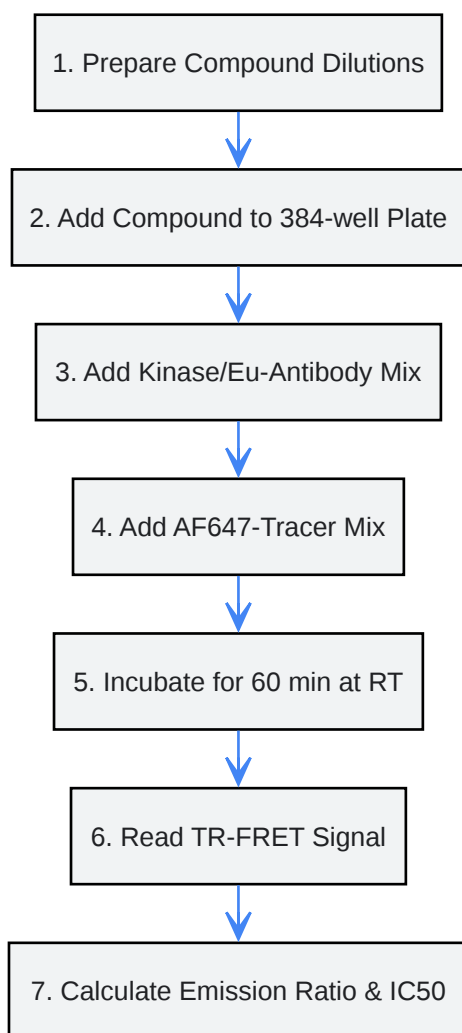 1. Prepare Compound Dilutions
2. Add Compound to 384-well Plate
3. Add Kinase/Eu-Antibody Mix
4. Add AF647-Tracer Mix
5. Incubate for 60 min at RT
6. Read TR-FRET Signal
7. Calculate Emission Ratio & IC50